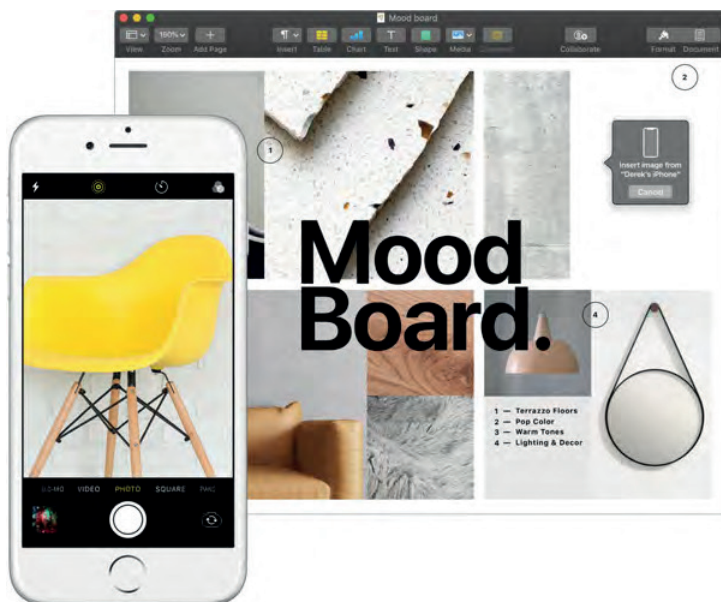 Mood board
160%
View
Zoom
Add Page
Insert
Table
Chart
Text
Shape
Media
Comment
Collaborate
Format
Document
T
1
2
Insert image from
"Derek's iPhone"
Cancel
Mood
Board.
4
1 — Terrazzo Floors
2 — Pop Color
3 — Warm Tones
4 — Lighting & Decor
VIDEO
PHOTO
SQUARE